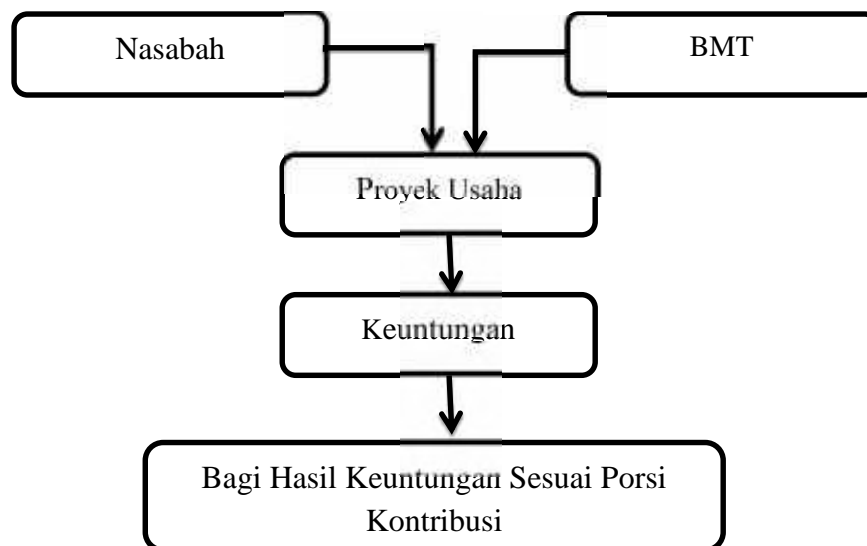 Nasabah
BMT
Proyek Usaha
Keuntungan
Bagi Hasil Keuntungan Sesuai Porsi
Kontribusi